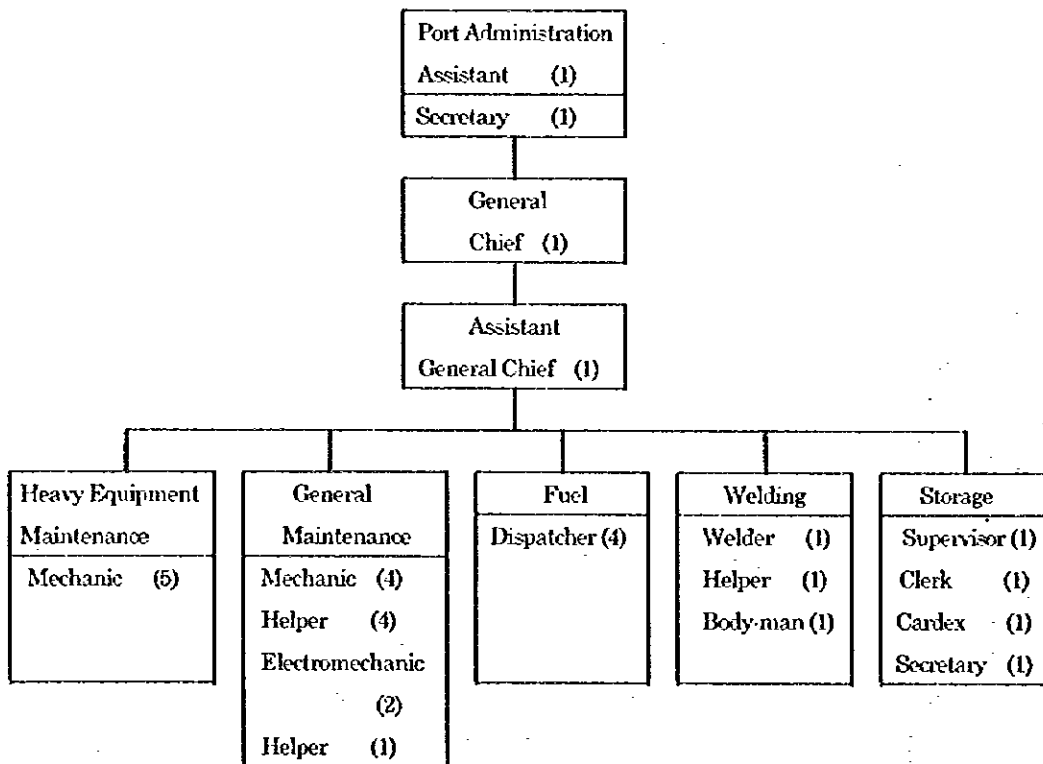 Port Administration
Assistant (1)
Secretary (1)
General
Chief (1)
Assistant
General Chief (1)
Heavy Equipment
Maintenance
Mechanic (5)
General
Maintenance
Mechanic (4)
Helper (4)
Electromechanic
(2)
Helper (1)
Fuel
Dispatcher (4)
Welding
Welder (1)
Helper (1)
Body-man (1)
Storage
Supervisor (1)
Clerk (1)
Cardex (1)
Secretary (1)